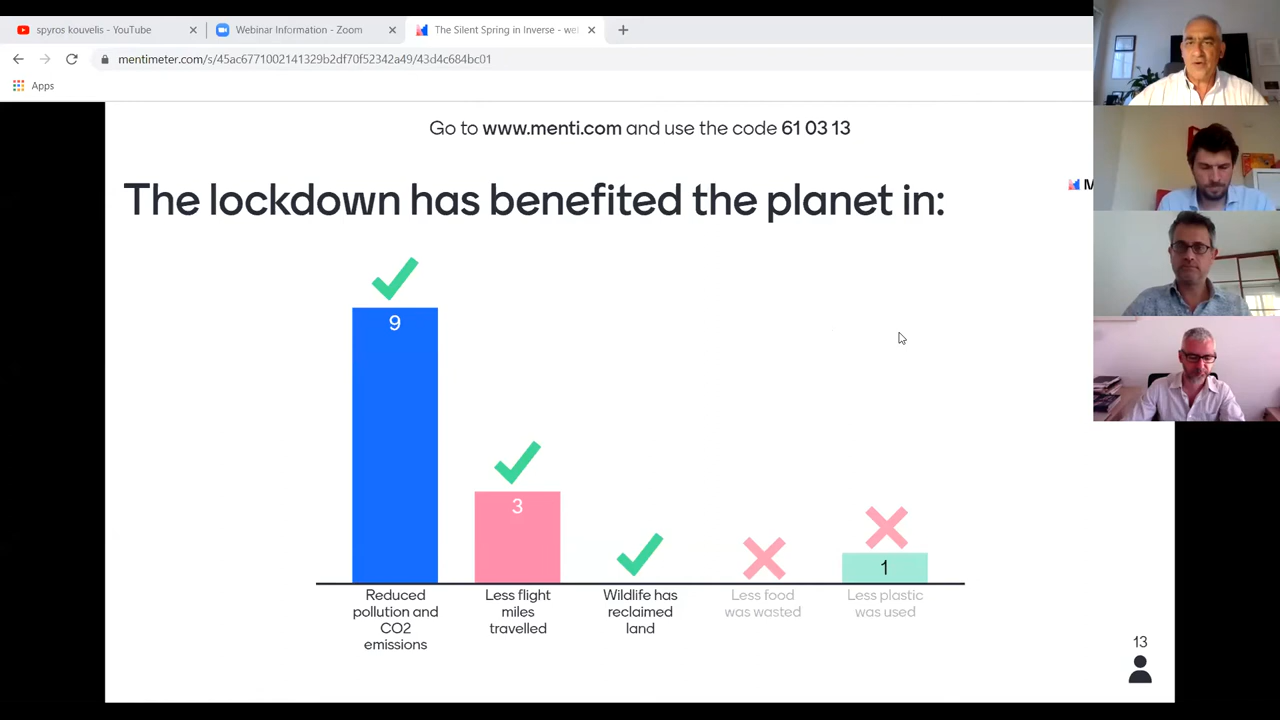 spyros kouvelis - YouTube
Webinar Information - Zoom
The Silent Spring in Inverse - wel
mentimeter.com/s/45ac6771002141329b2df70f52342a49/43d4c684bc01
Apps
Go to www.menti.com and use the code 61 03 13
The lockdown has benefited the planet in:
M
9
3
1
Reduced
pollution and
CO2
emissions
Less flight
miles
travelled
Wildlife has
reclaimed
land
Less food
was wasted
Less plastic
was used
13